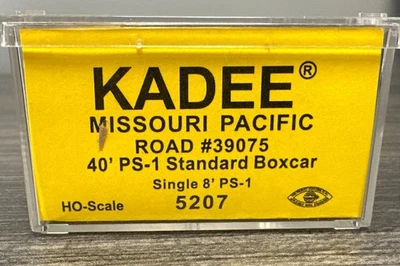 KADEE®
MISSOURI PACIFIC
ROAD #39075
40' PS-1 Standard Boxcar
Single 8' PS-1
HO-Scale
5207